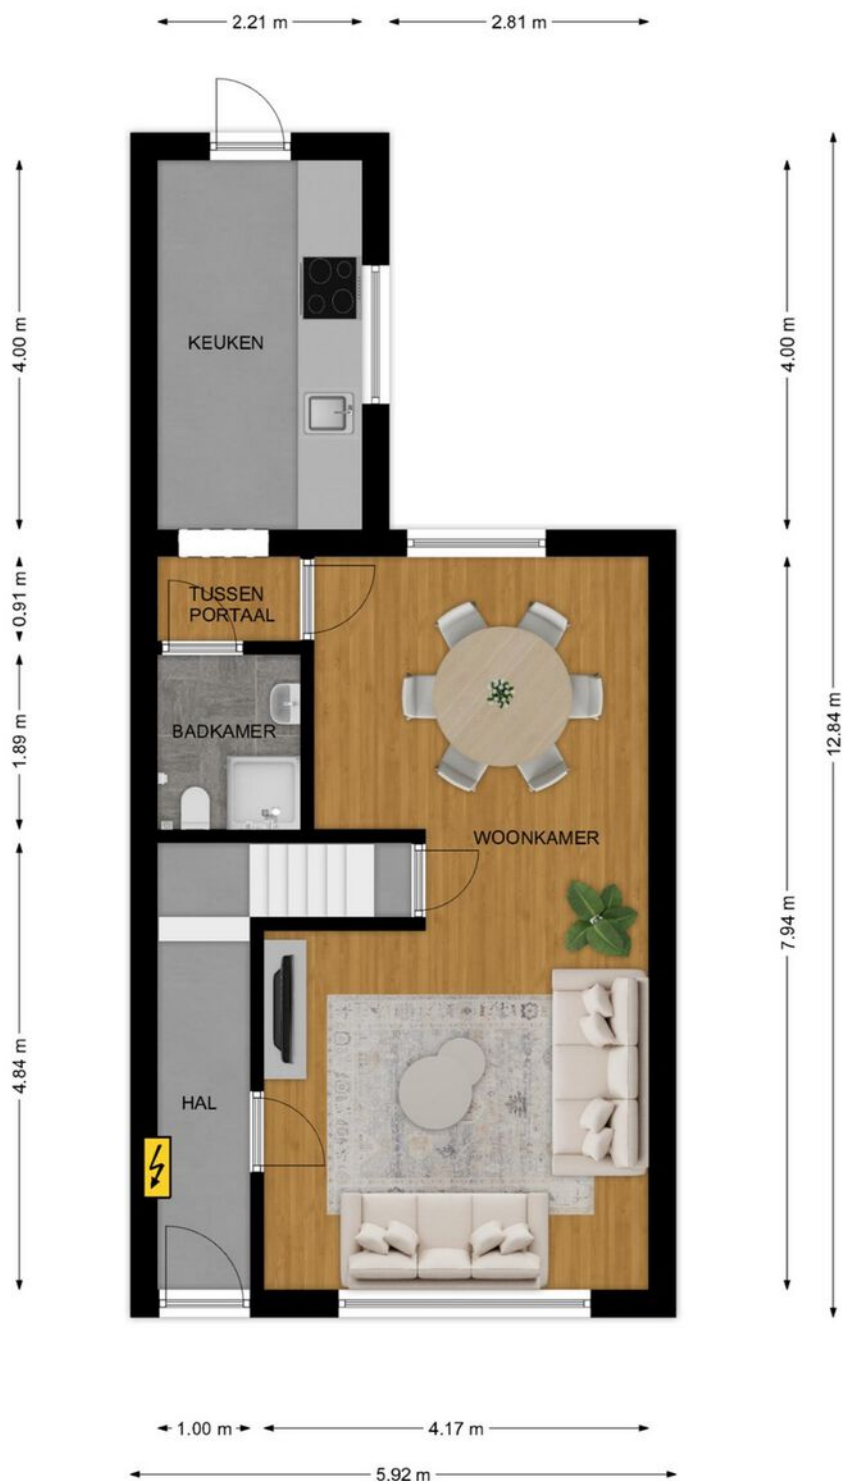 2.21 m
2.81 m
4.00 m
KEUKEN
4.00 m
0.91 m
TUSSEN
PORTAAL
1.89 m
BADKAMER
12.84 m
WOONKAMER
7.94 m
4.84 m
HAL
1.00 m
4.17 m
5.92 m